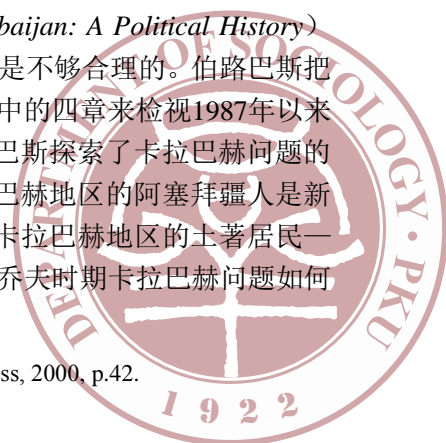 baijan: A Political History）
是不够合理的。伯路巴斯把
中的四章来检视1987年以来
巴斯探索了卡拉巴赫问题的
巴赫地区的阿塞拜疆人是新
卡拉巴赫地区的土著居民—
乔夫时期卡拉巴赫问题如何
ss, 2000, p.42.
DEPARTMENT OF SOCIOLOGY · PKU
1922